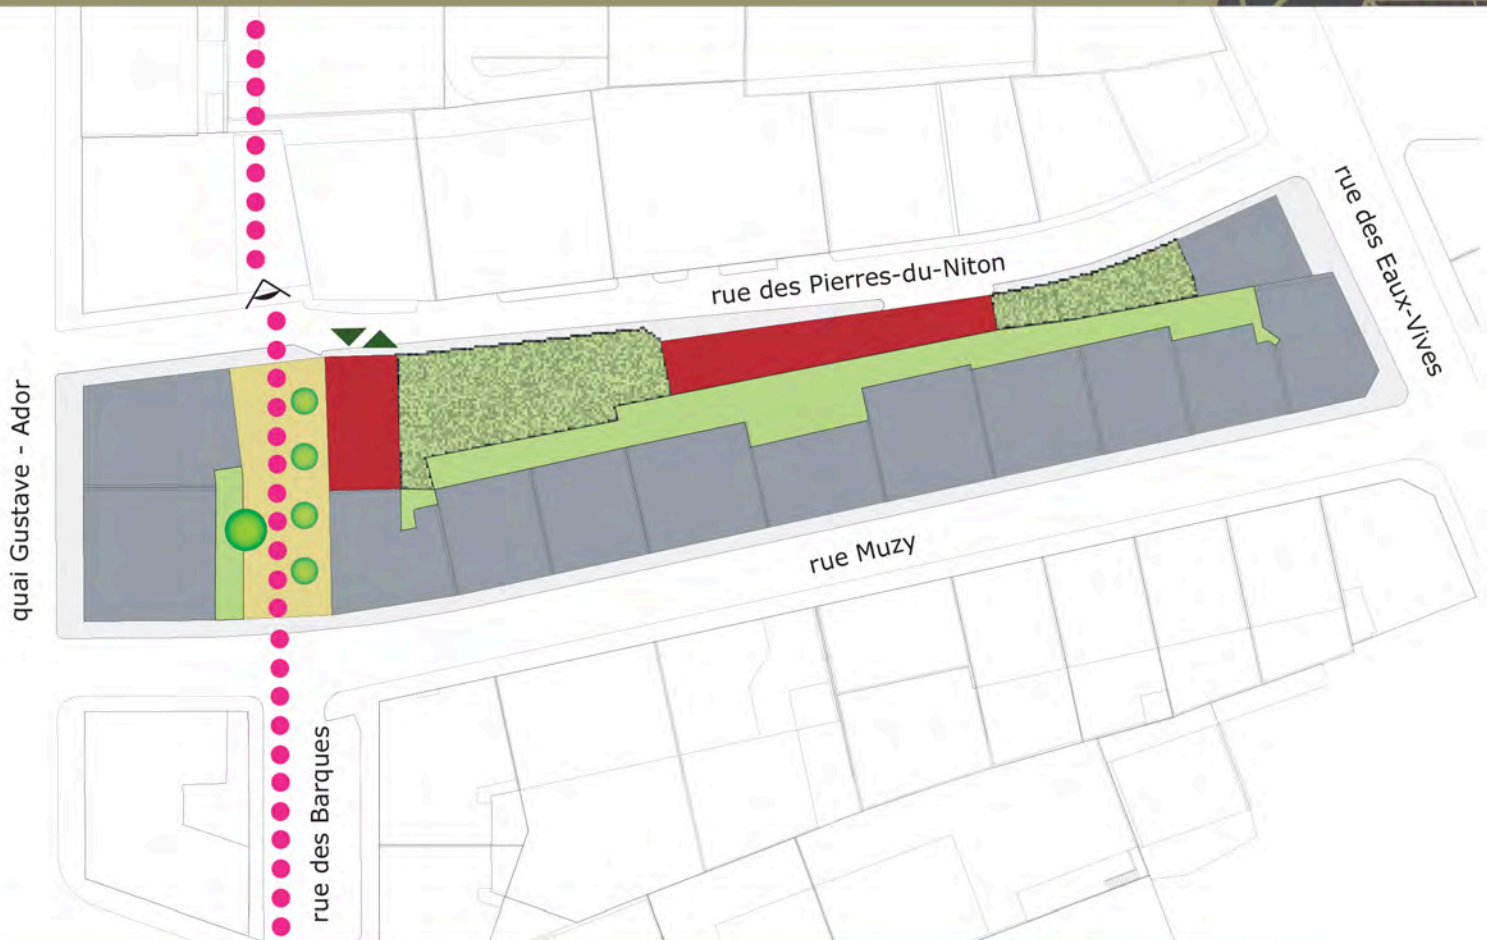 rue des Eaux-Vives
rue des Pierres-du-Niton
quai Gustave - Ador
rue Muzy
rue des Barques